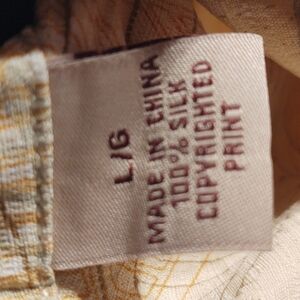 L/G
MADE IN CHINA
100% SILK
COPYRIGHTED
PRINT